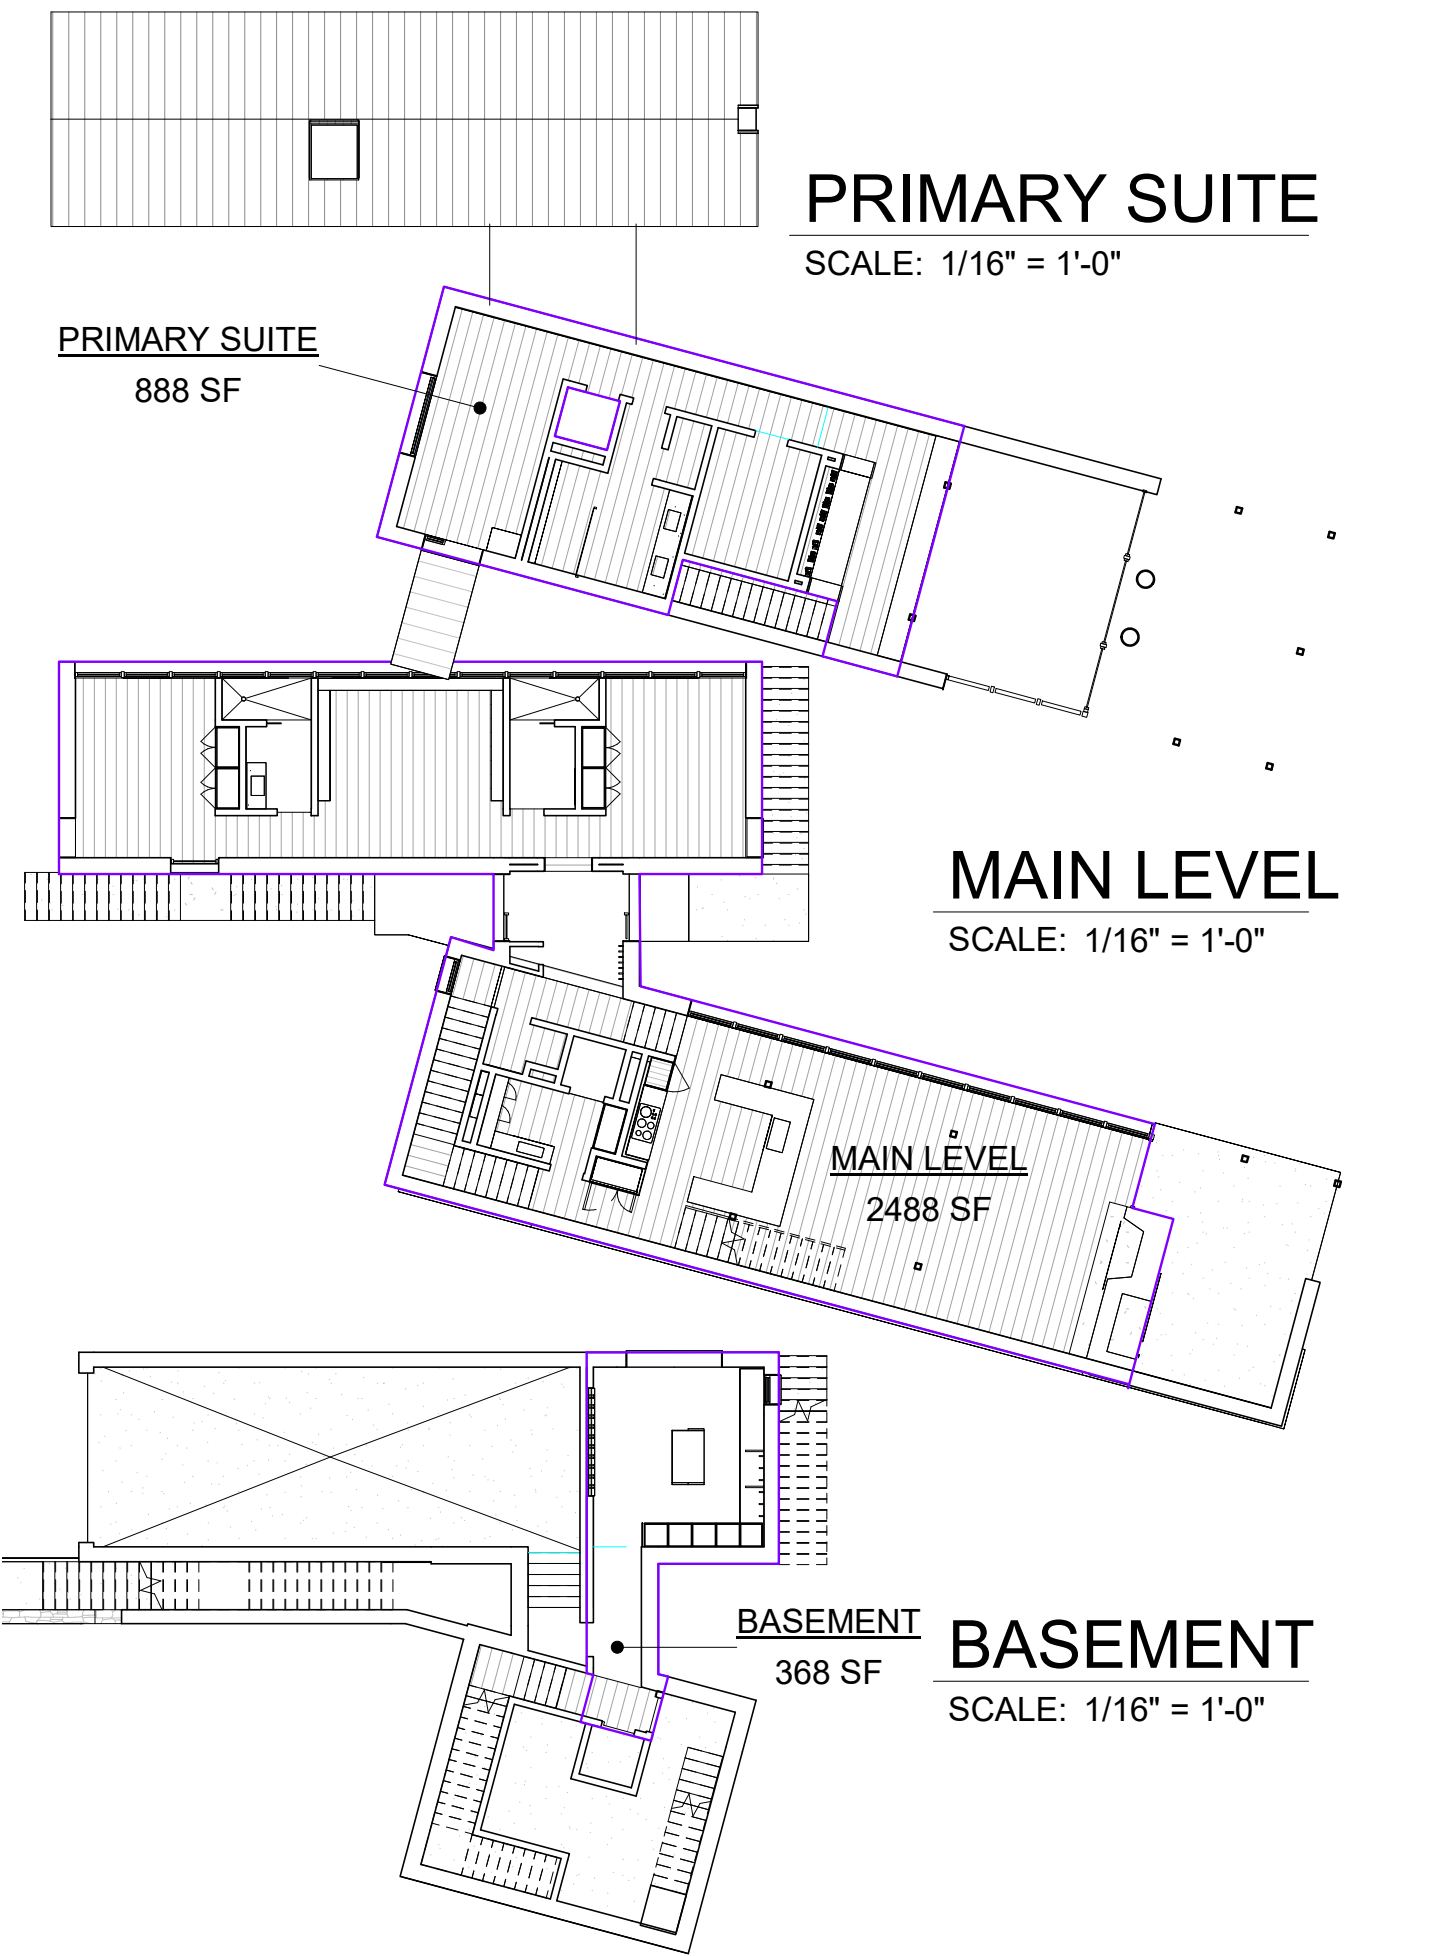 PRIMARY SUITE
SCALE: 1/16" = 1'-0"
PRIMARY SUITE
888 SF
MAIN LEVEL
SCALE: 1/16" = 1'-0"
MAIN LEVEL
2488 SF
BASEMENT
368 SF
BASEMENT
SCALE: 1/16" = 1'-0"